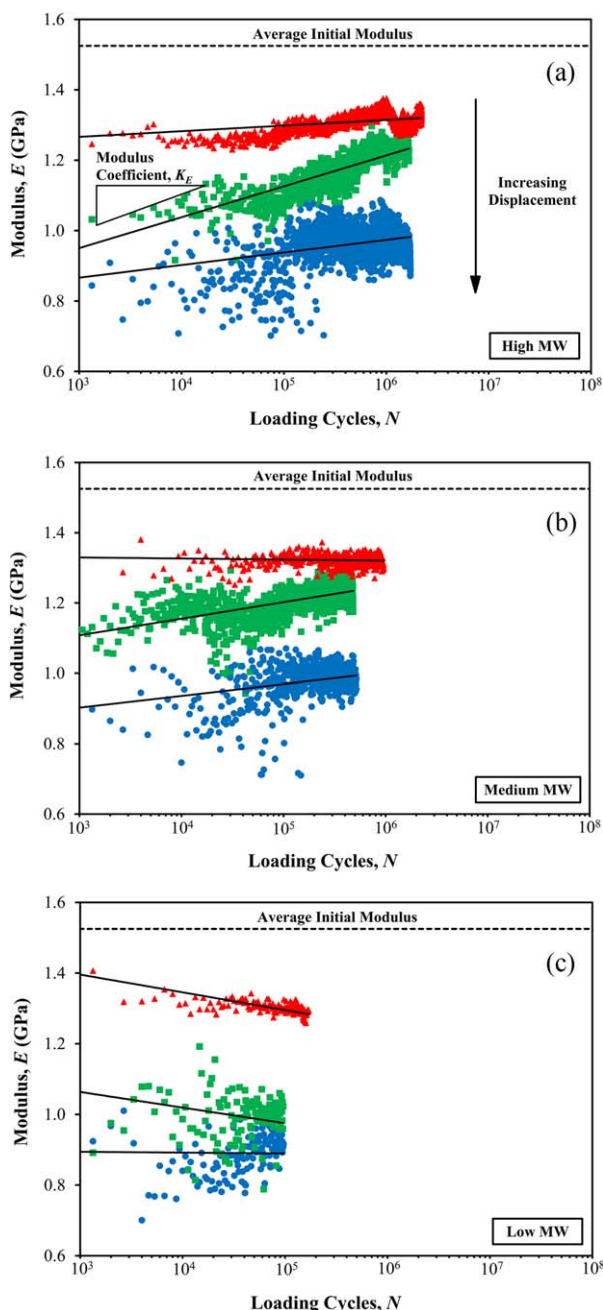 1.6
Average Initial Modulus
(a)
1.4
Modulus
Coefficient, K_E
1.2
Increasing
Displacement
1.0
0.8
0.6
High MW
Modulus, E (GPa)
10³ 10⁴ 10⁵ 10⁶ 10⁷ 10⁸
Loading Cycles, N
1.6
Average Initial Modulus
(b)
1.4
1.2
1.0
0.8
0.6
Medium MW
Modulus, E (GPa)
10³ 10⁴ 10⁵ 10⁶ 10⁷ 10⁸
Loading Cycles, N
1.6
Average Initial Modulus
(c)
1.4
1.2
1.0
0.8
0.6
Low MW
Modulus, E (GPa)
10³ 10⁴ 10⁵ 10⁶ 10⁷ 10⁸
Loading Cycles, N